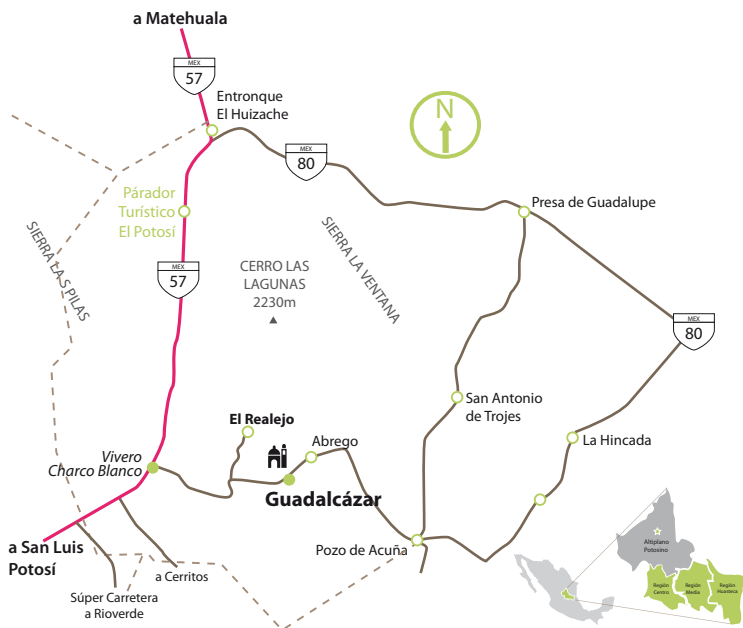 a Matehuala
MEX
57
Entronque
El Huizache
N
MEX
80
Párador
Turístico
El Potosí
Presa de Guadalupe
SIERRA LA S PILAS
SIERRA LA VENTANA
MEX
57
CERRO LAS
LAGUNAS
2230m
MEX
80
San Antonio
de Trojes
El Realejo
Abrego
La Hincada
Vivero
Charco Blanco
Guadalcázar
a San Luis
Potosí
Pozo de Acuña
a Cerritos
Súper Carretera
a Rioverde
Altiplano
Potosino
Región
Centro
Región
Media
Región
Huanteca